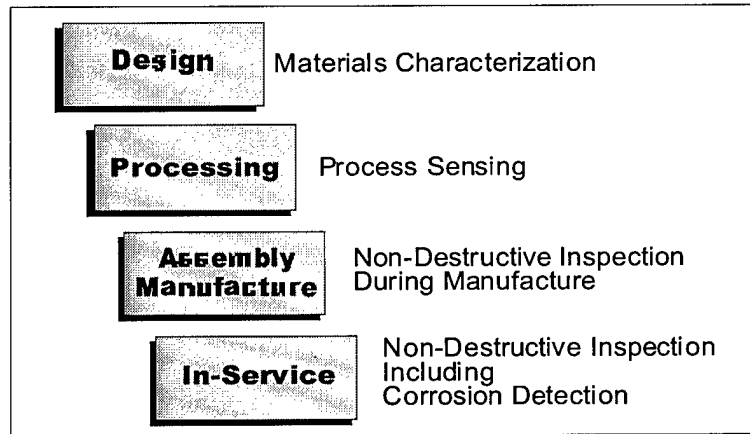 Design
Materials Characterization
Processing
Process Sensing
Assembly
Manufacture
Non-Destructive Inspection
During Manufacture
In-Service
Non-Destructive Inspection
Including
Corrosion Detection